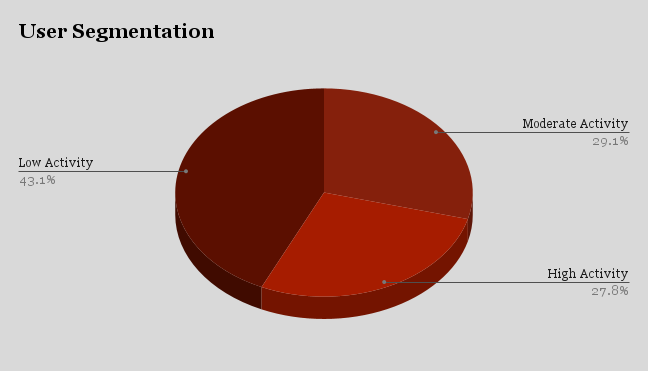 User Segmentation
Moderate Activity
29.1%
Low Activity
43.1%
High Activity
27.8%